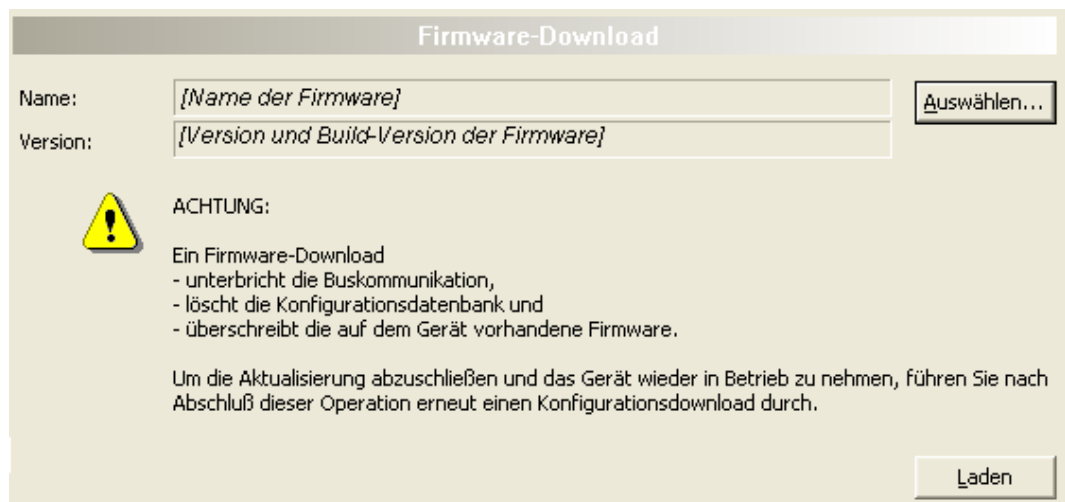 Firmware-Download
Name:
[Name der Firmware]
Auswählen...
Version:
[Version und Build-Version der Firmware]
ACHTUNG:
Ein Firmware-Download
- unterbricht die Buskommunikation,
- löscht die Konfigurationsdatenbank und
- überschreibt die auf dem Gerät vorhandene Firmware.
Um die Aktualisierung abzuschließen und das Gerät wieder in Betrieb zu nehmen, führen Sie nach
Abschluß dieser Operation erneut einen Konfigurationsdownload durch.
Laden